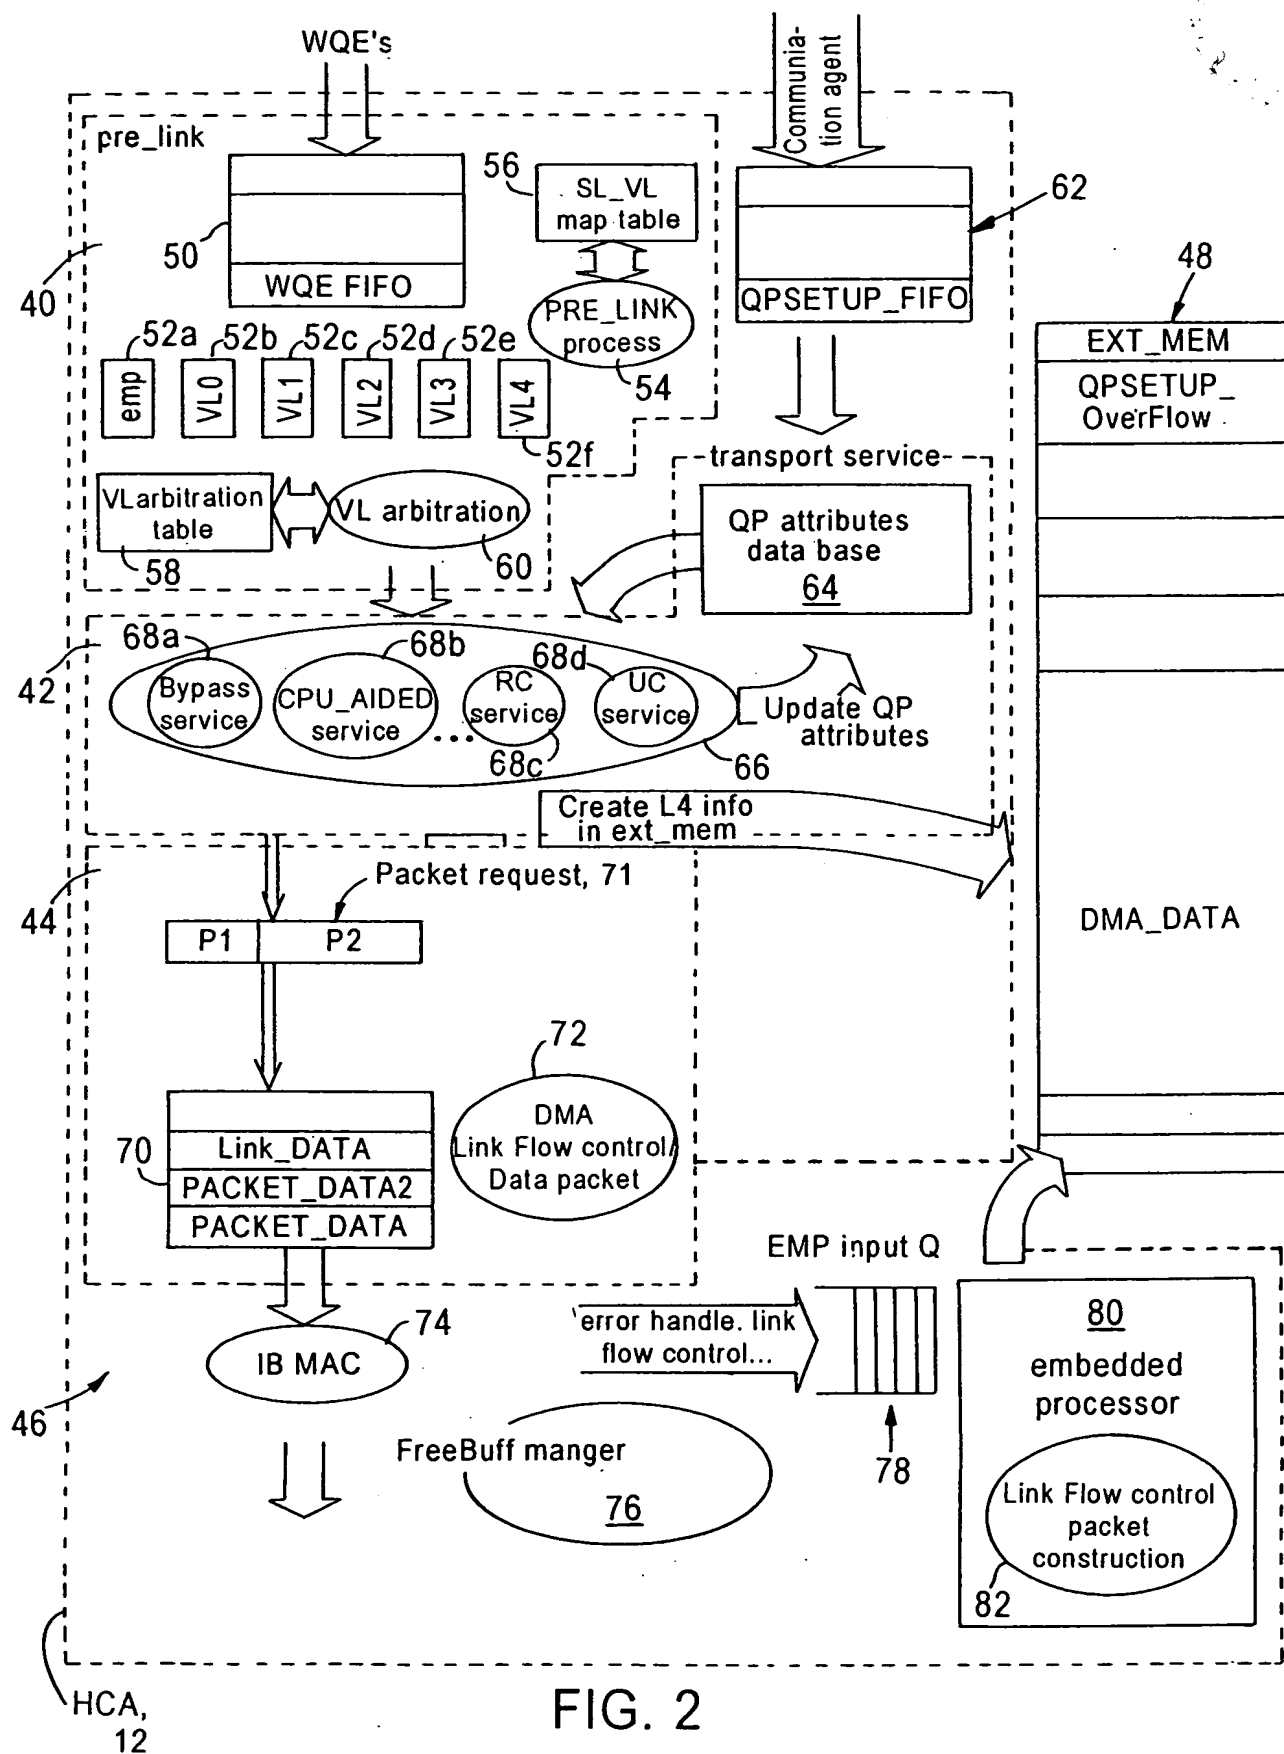 WQE's
Communia-
tion agent
pre_link
56
SL_VL
map table
62
50
WQE FIFO
QPSETUP_FIFO
48
40
PRE_LINK
process
54
EXT_MEM
QPSETUP_
OverFlow
52a
52b
52c
52d
52e
emp
VL0
VL1
VL2
VL3
VL4
52f
transport service
VLarbitration
table
58
VL arbitration
60
QP attributes
data base
64
42
68a
68b
68d
Bypass
service
CPU_AIDED
service
...
RC
service
68c
UC
service
66
Update QP
attributes
Create L4 info
in ext_mem
44
Packet request, 71
P1
P2
DMA_DATA
72
DMA
Link Flow control/
Data packet
70
Link_DATA
PACKET_DATA2
PACKET_DATA
EMP input Q
74
IB MAC
error handle. link
flow control...
80
embedded
processor
46
78
FreeBuff manger
76
Link Flow control
packet
construction
82
HCA,
12
FIG. 2